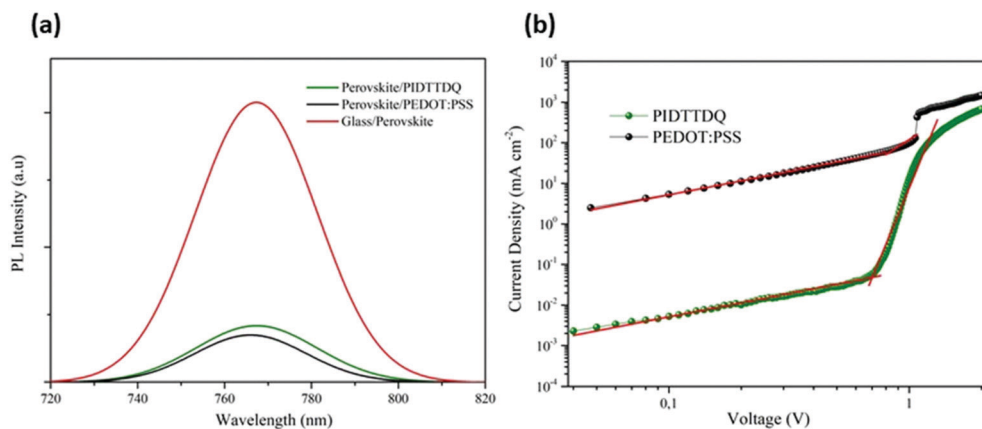 (a)
PL Intensity (a.u)
Perovskite/PIDTTDQ
Perovskite/PEDOT:PSS
Glass/Perovskite
720 740 760 780 800 820
Wavelength (nm)
(b)
Current Density (mA cm⁻²)
10⁴
10³
10²
10¹
10⁰
10⁻¹
10⁻²
10⁻³
10⁻⁴
PIDTTDQ
PEDOT:PSS
0,1 1
Voltage (V)